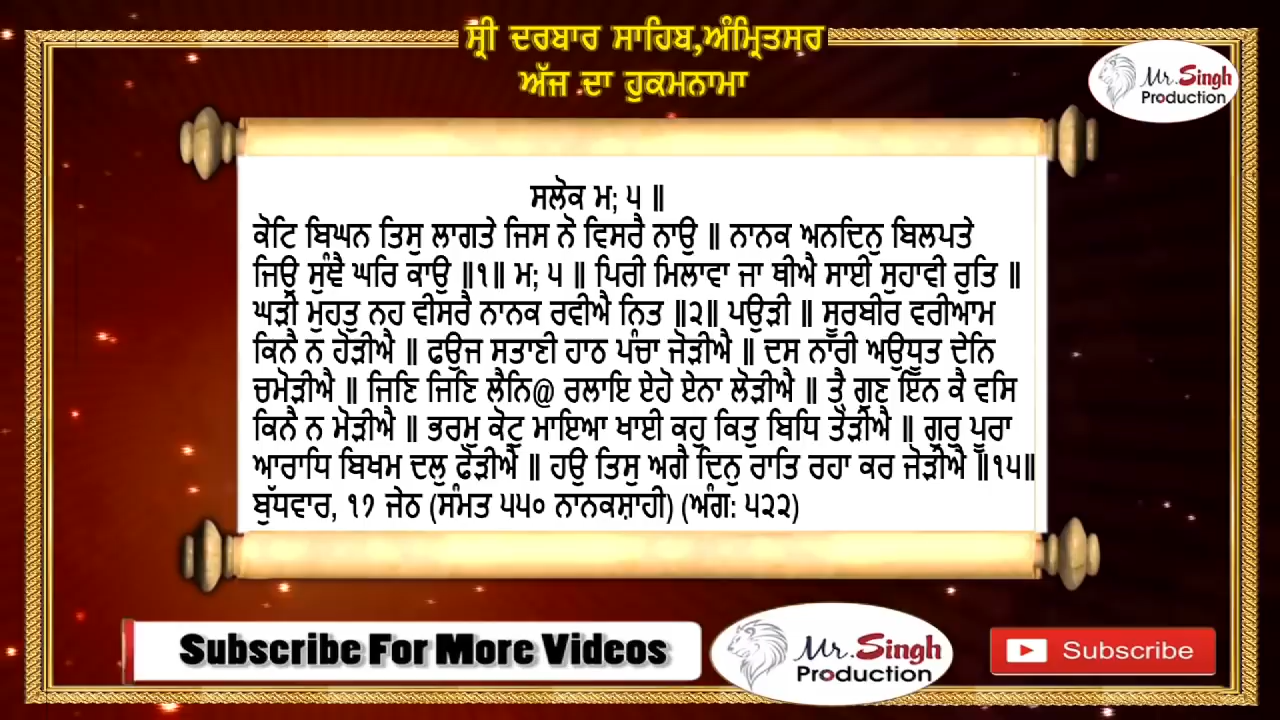 ਸ੍ਰੀ ਦਰਬਾਰ ਸਾਹਿਬ,ਅੰਮ੍ਰਿਤਸਰ
ਅੱਜ ਦਾ ਹੁਕਮਨਾਮਾ
Mr.Singh
Production
ਸਲੋਕ ਮ; ੫ ॥
ਕੋਟਿ ਬਿਘਨ ਤਿਸੁ ਲਾਗਤੇ ਜਿਸ ਨੋ ਵਿਸਰੈ ਨਾਉ ॥ ਨਾਨਕ ਅਨਦਿਨੁ ਬਿਲਪਤੇ
ਜਿਉ ਸੁੰਞੈ ਘਰਿ ਕਾਉ ॥੧॥ ਮ; ੫ ॥ ਪਿਰੀ ਮਿਲਾਵਾ ਜਾ ਥੀਐ ਸਾਈ ਸੁਹਾਵੀ ਰੁਤਿ ॥
ਘੜੀ ਮੁਹਤੁ ਨਹ ਵੀਸਰੈ ਨਾਨਕ ਰਵੀਐ ਨਿਤ ॥੨॥ ਪਉੜੀ ॥ ਸੂਰਬੀਰ ਵਰੀਆਮ
ਕਿਨੈ ਨ ਹੋੜੀਐ ॥ ਫਉਜ ਸਤਾਣੀ ਹਾਠ ਪੰਚਾ ਜੋੜੀਐ ॥ ਦਸ ਨਾਰੀ ਅਉਧੂਤ ਦੇਨਿ
ਚਮੋੜੀਐ ॥ ਜਿਣਿ ਜਿਣਿ ਲੈਨਿ@ ਰਲਾਇ ਏਹੋ ਏਨਾ ਲੋੜੀਐ ॥ ਤ੍ਰੈ ਗੁਣ ਇਨ ਕੈ ਵਸਿ
ਕਿਨੈ ਨ ਮੋੜੀਐ ॥ ਭਰਮੁ ਕੋਟੁ ਮਾਇਆ ਖਾਈ ਕਹੁ ਕਿਤੁ ਬਿਧਿ ਤੋੜੀਐ ॥ ਗੁਰੁ ਪੂਰਾ
ਆਰਾਧਿ ਬਿਖਮ ਦਲੁ ਫੋੜੀਐ ॥ ਹਉ ਤਿਸੁ ਅਗੈ ਦਿਨੁ ਰਾਤਿ ਰਹਾ ਕਰ ਜੋੜੀਐ ॥੧੫॥
ਬੁੱਧਵਾਰ, ੧੭ ਜੇਠ (ਸੰਮਤ ੫੫੦ ਨਾਨਕਸ਼ਾਹੀ) (ਅੰਗ: ੫੨੨)
Subscribe For More Videos
Mr.Singh
Production
Subscribe